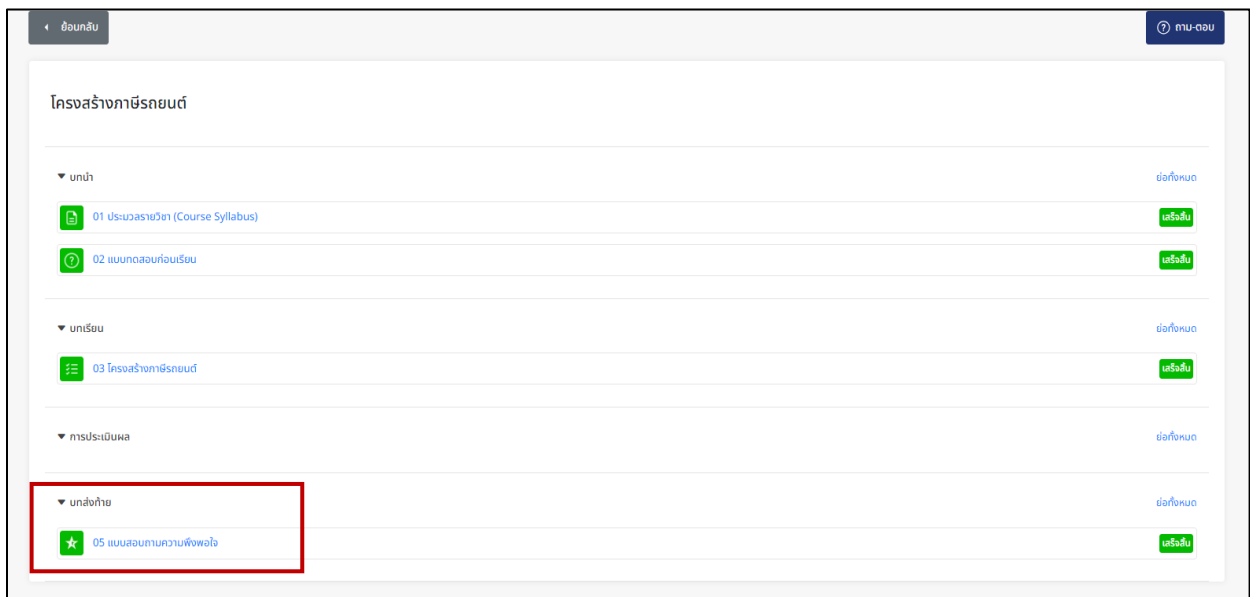 ย้อนกลับ
ถาม-ตอบ
โครงสร้างภาษีรถยนต์
บทนำ
ย่อทั้งหมด
01 ประมวลรายวิชา (Course Syllabus)
เสร็จสิ้น
02 แบบทดสอบก่อนเรียน
เสร็จสิ้น
บทเรียน
ย่อทั้งหมด
03 โครงสร้างภาษีรถยนต์
เสร็จสิ้น
การประเมินผล
ย่อทั้งหมด
บทส่งท้าย
ย่อทั้งหมด
05 แบบสอบถามความพึงพอใจ
เสร็จสิ้น